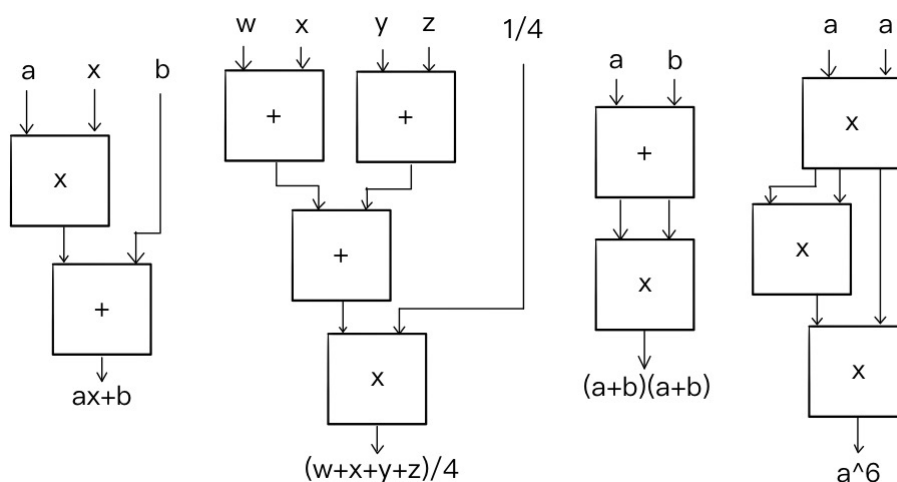 a x b
x
+
ax+b
w x y z 1/4
+ +
+
x
(w+x+y+z)/4
a b
+
x
(a+b)(a+b)
a a
x
x
x
a^6